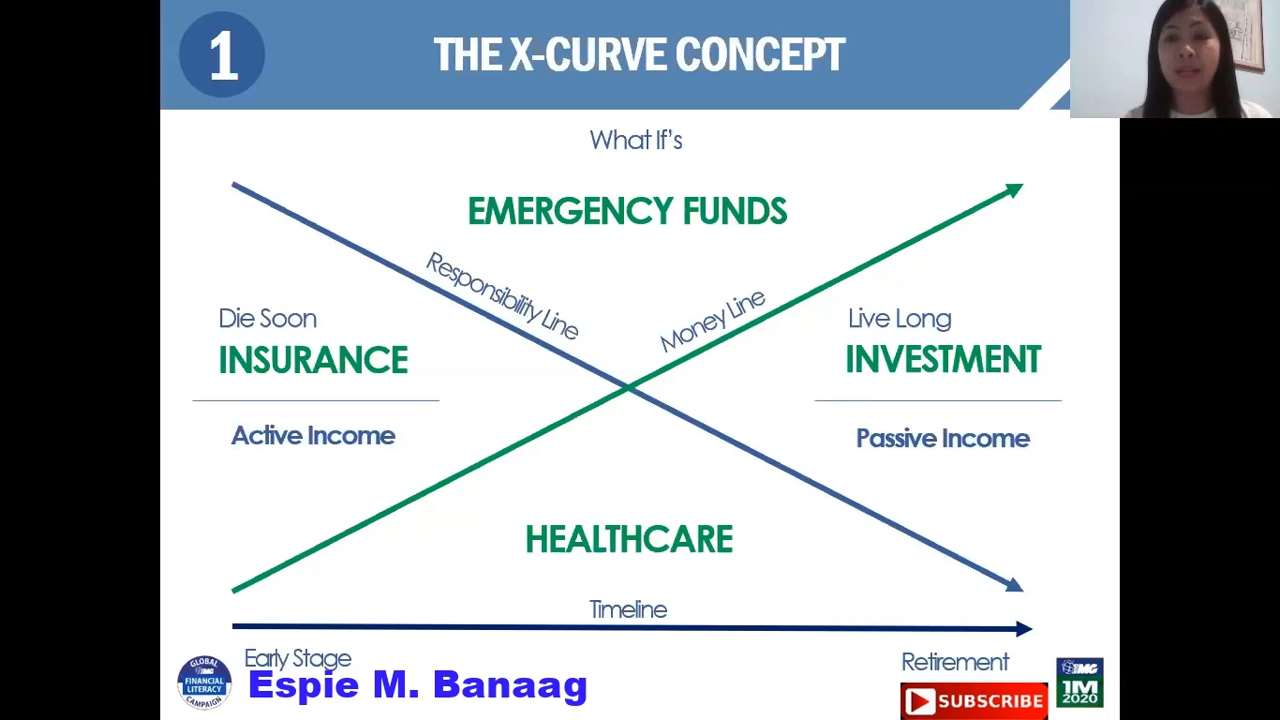 1
THE X-CURVE CONCEPT
What If's
EMERGENCY FUNDS
Responsibility Line
Money Line
Die Soon
INSURANCE
Active Income
Live Long
INVESTMENT
Passive Income
HEALTHCARE
Timeline
Early Stage
Retirement
GLOBAL
IMG
FINANCIAL
LITERACY
CAMPAIGN
Espie M. Banaag
SUBSCRIBE
IMG
1M
2020